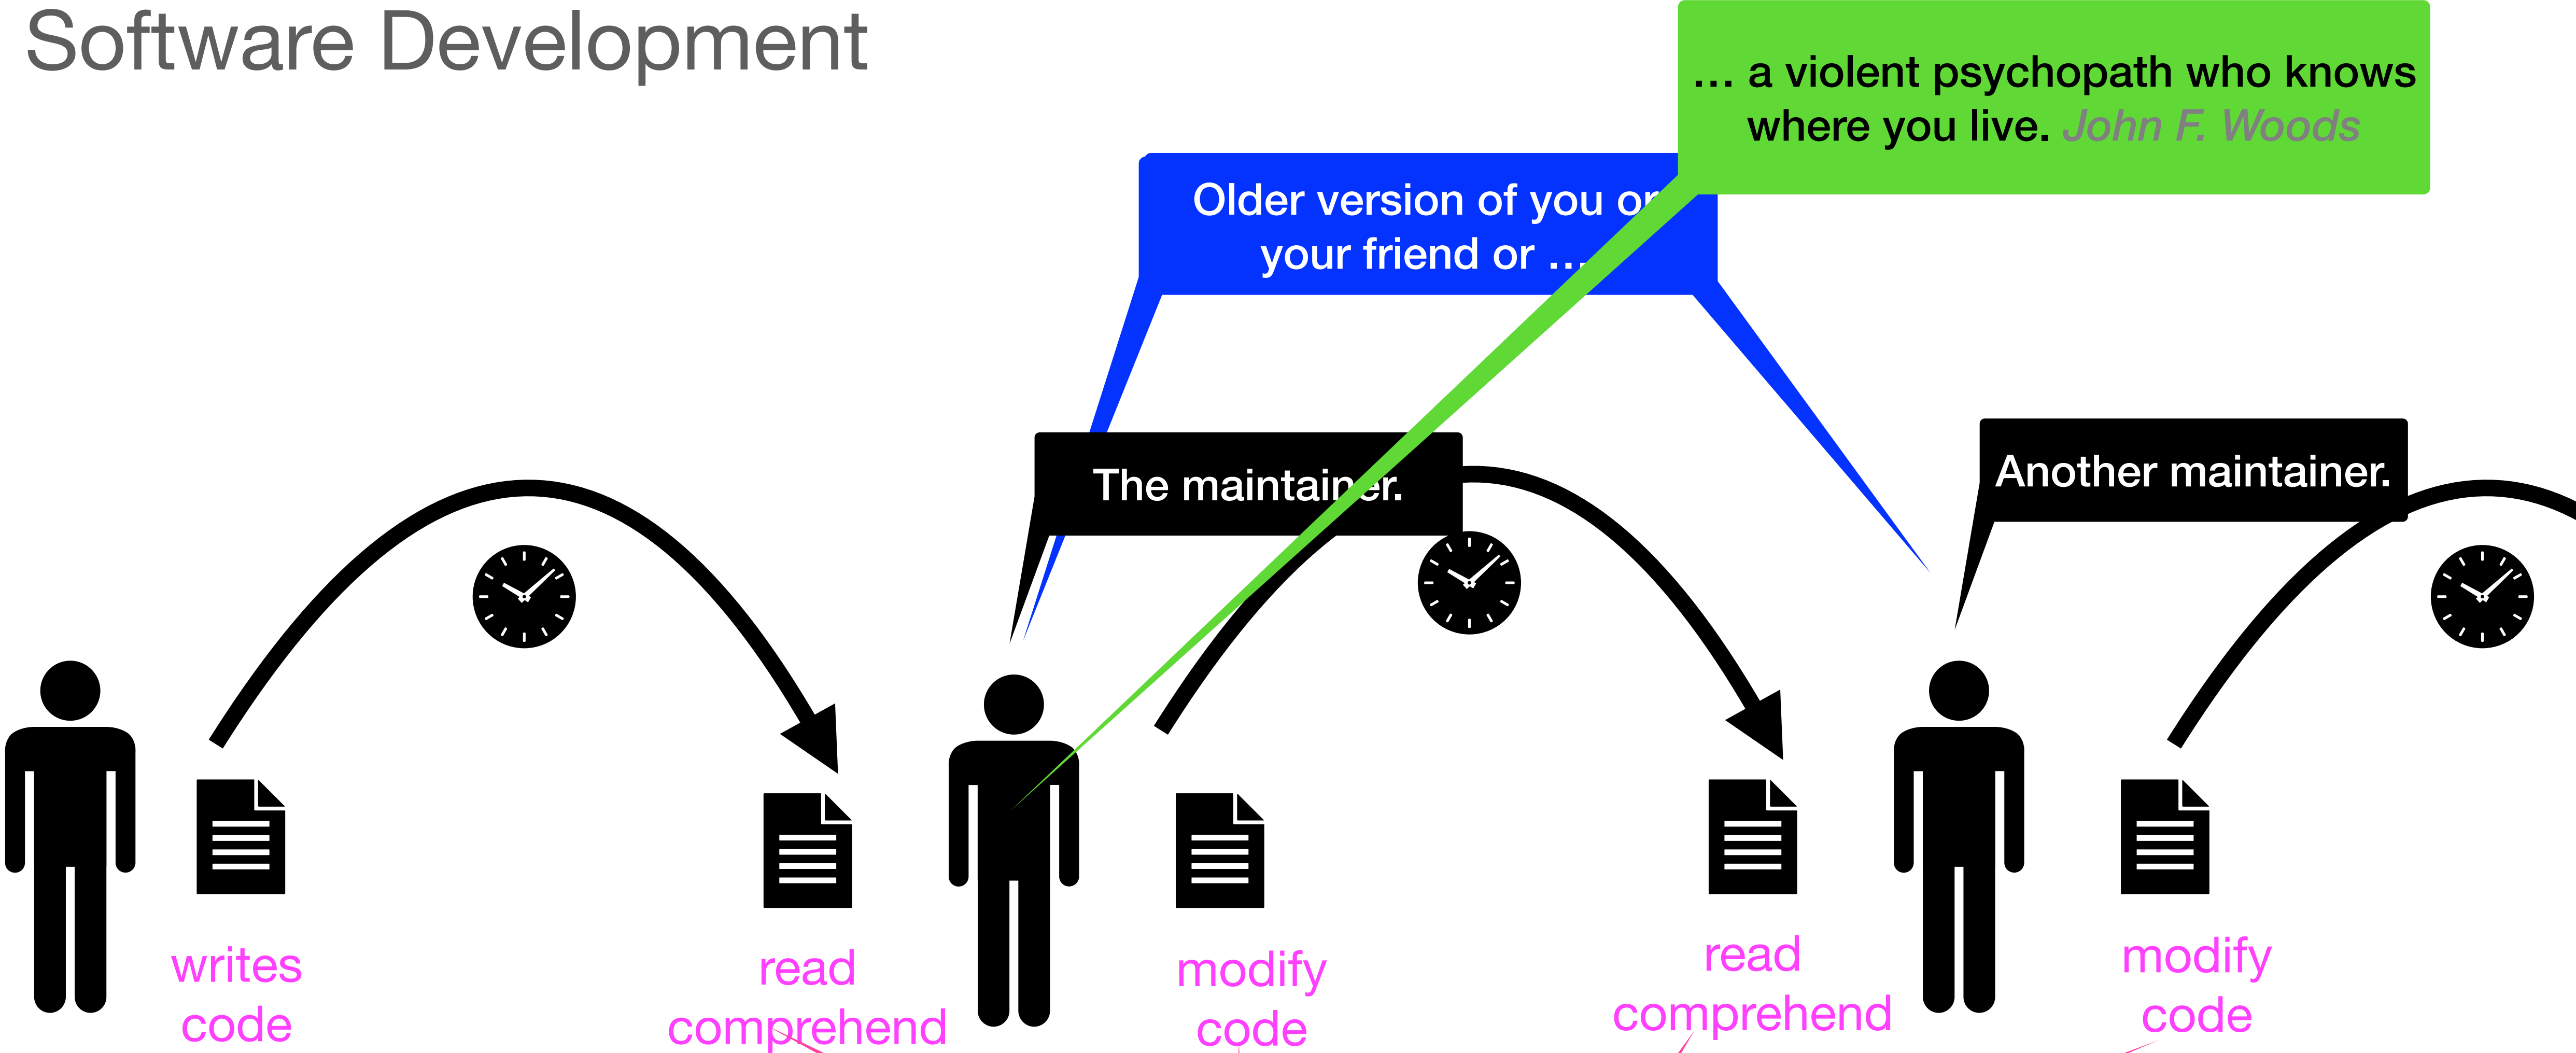 Software Development
… a violent psychopath who knows
where you live. John F. Woods
Older version of you or
your friend or …
The maintainer.
Another maintainer.
writes
code
read
comprehend
modify
code
read
comprehend
modify
code